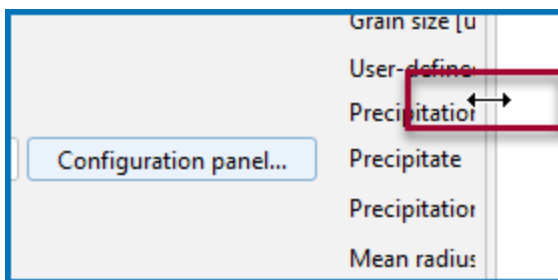 Grain size [u
User-define
Precipitation
Configuration panel...
Precipitate
Precipitation
Mean radius